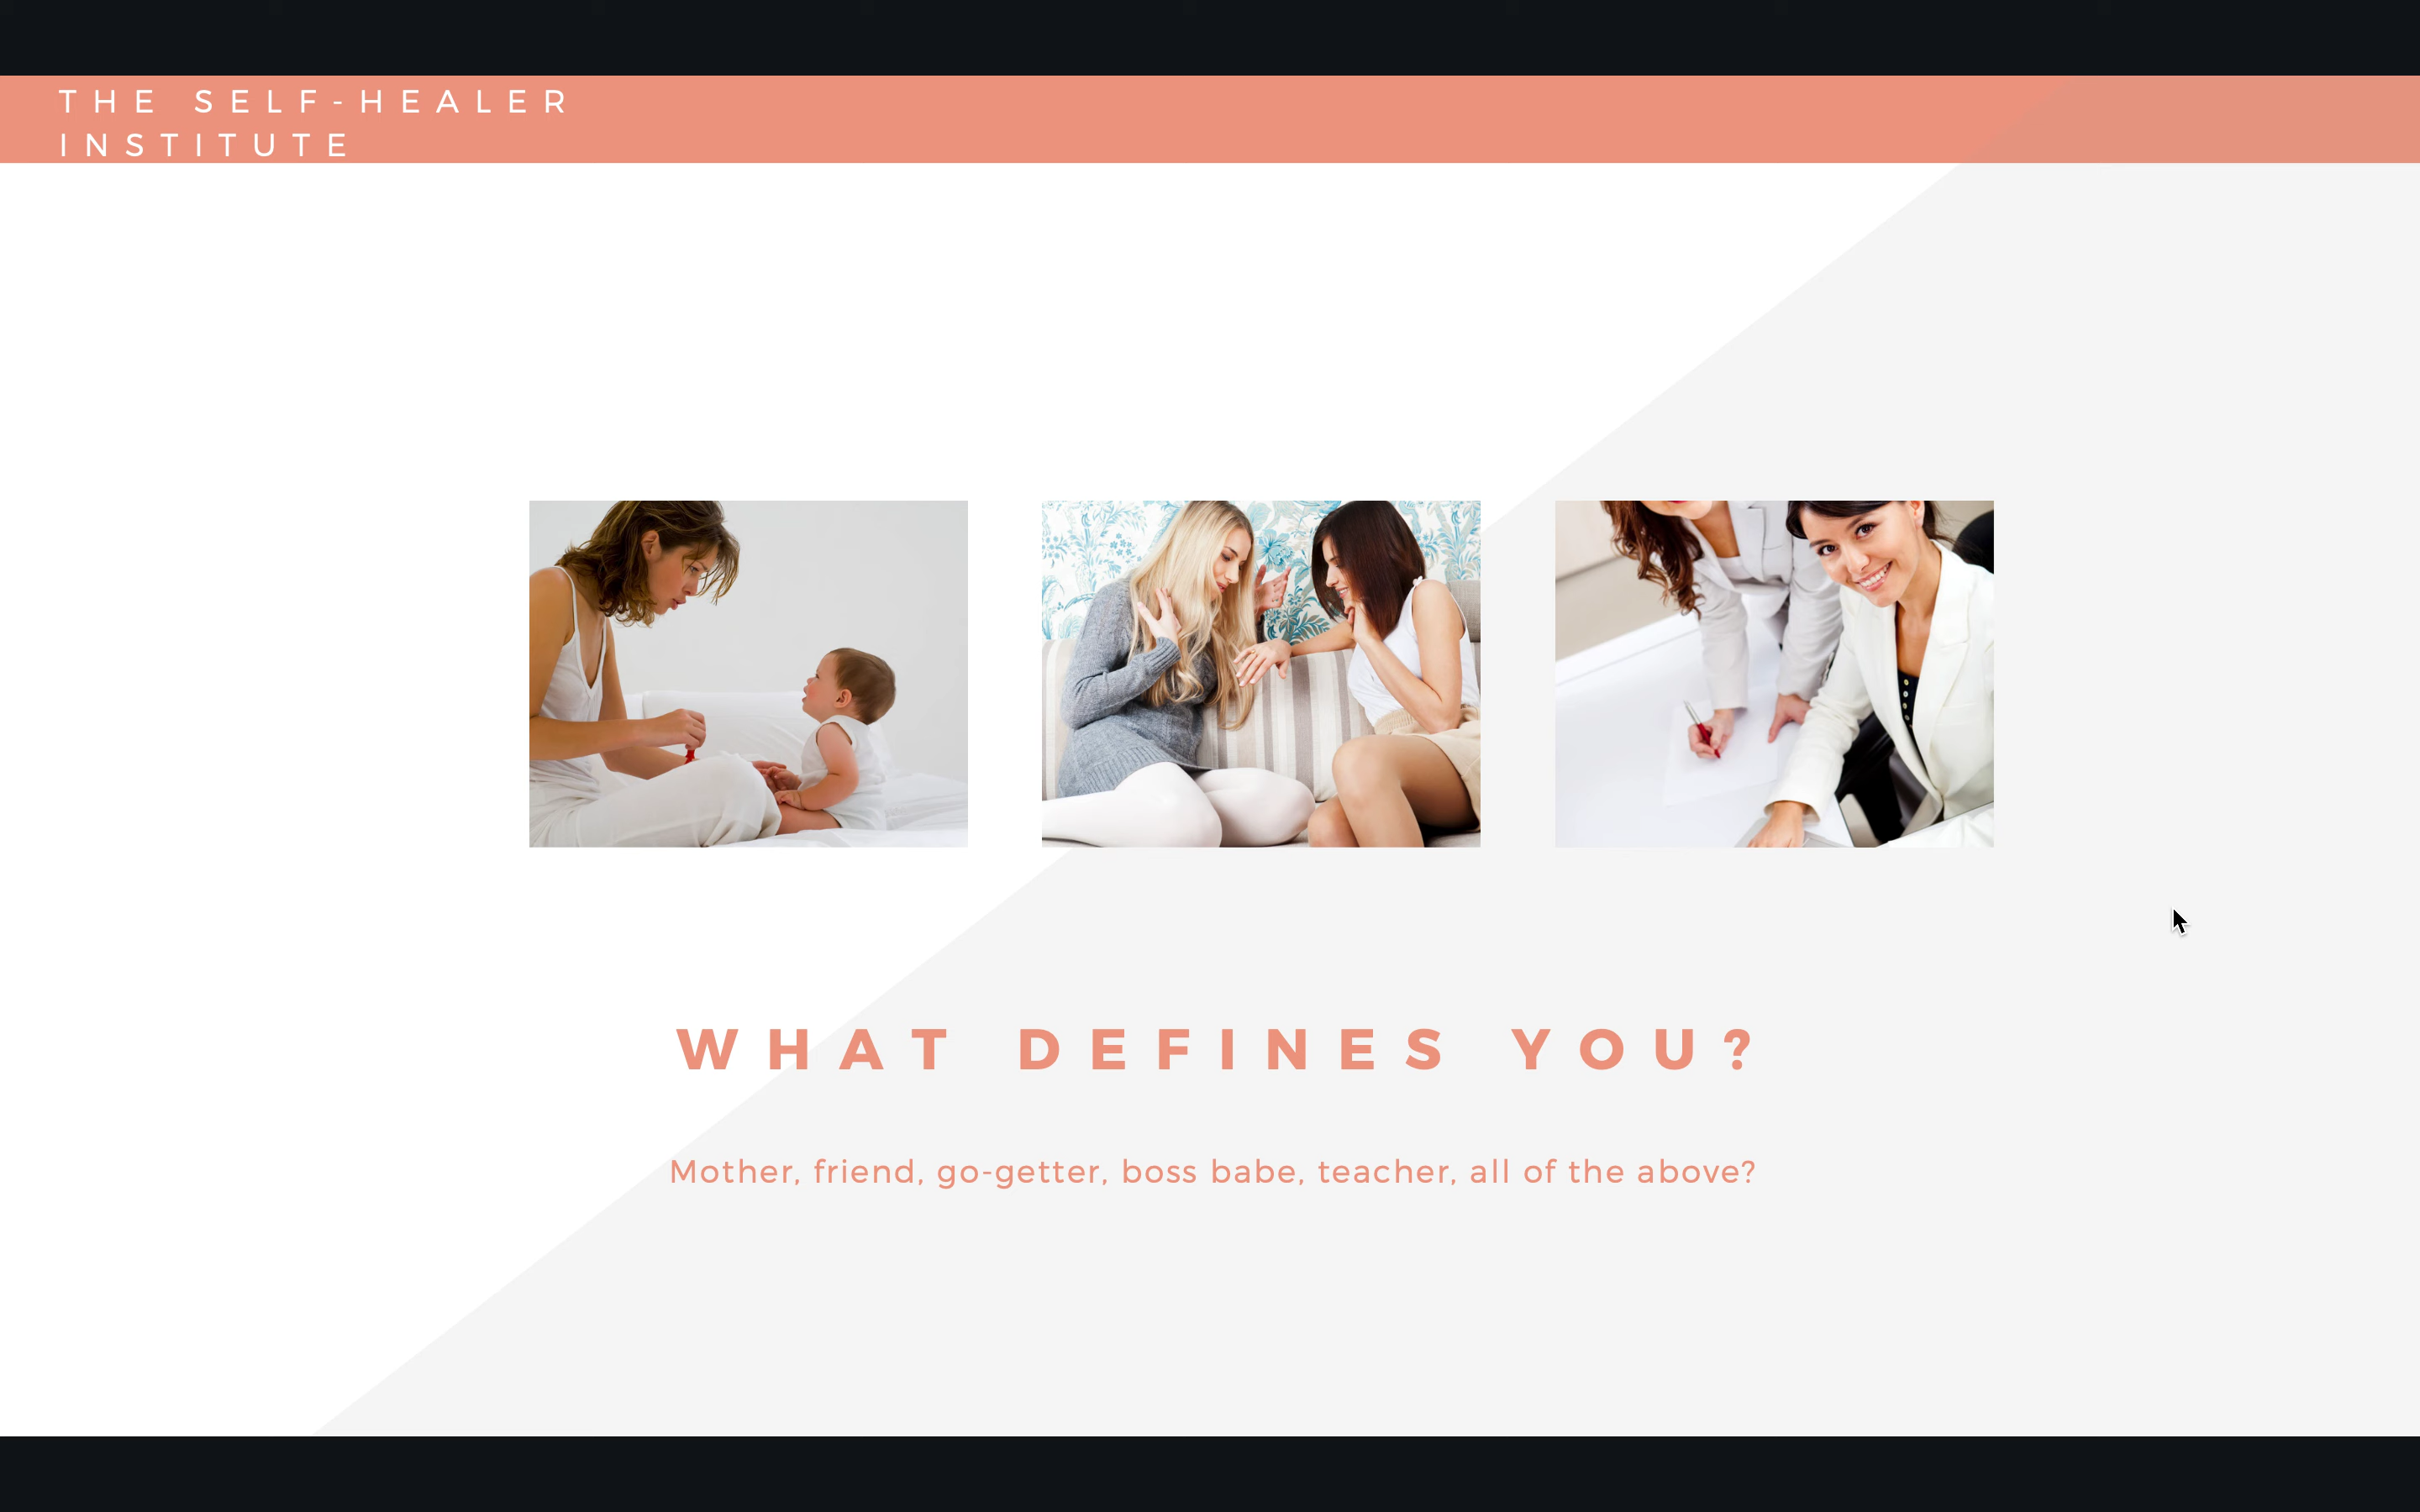 THE SELF-HEALER
INSTITUTE
WHAT DEFINES YOU?
Mother, friend, go-getter, boss babe, teacher, all of the above?